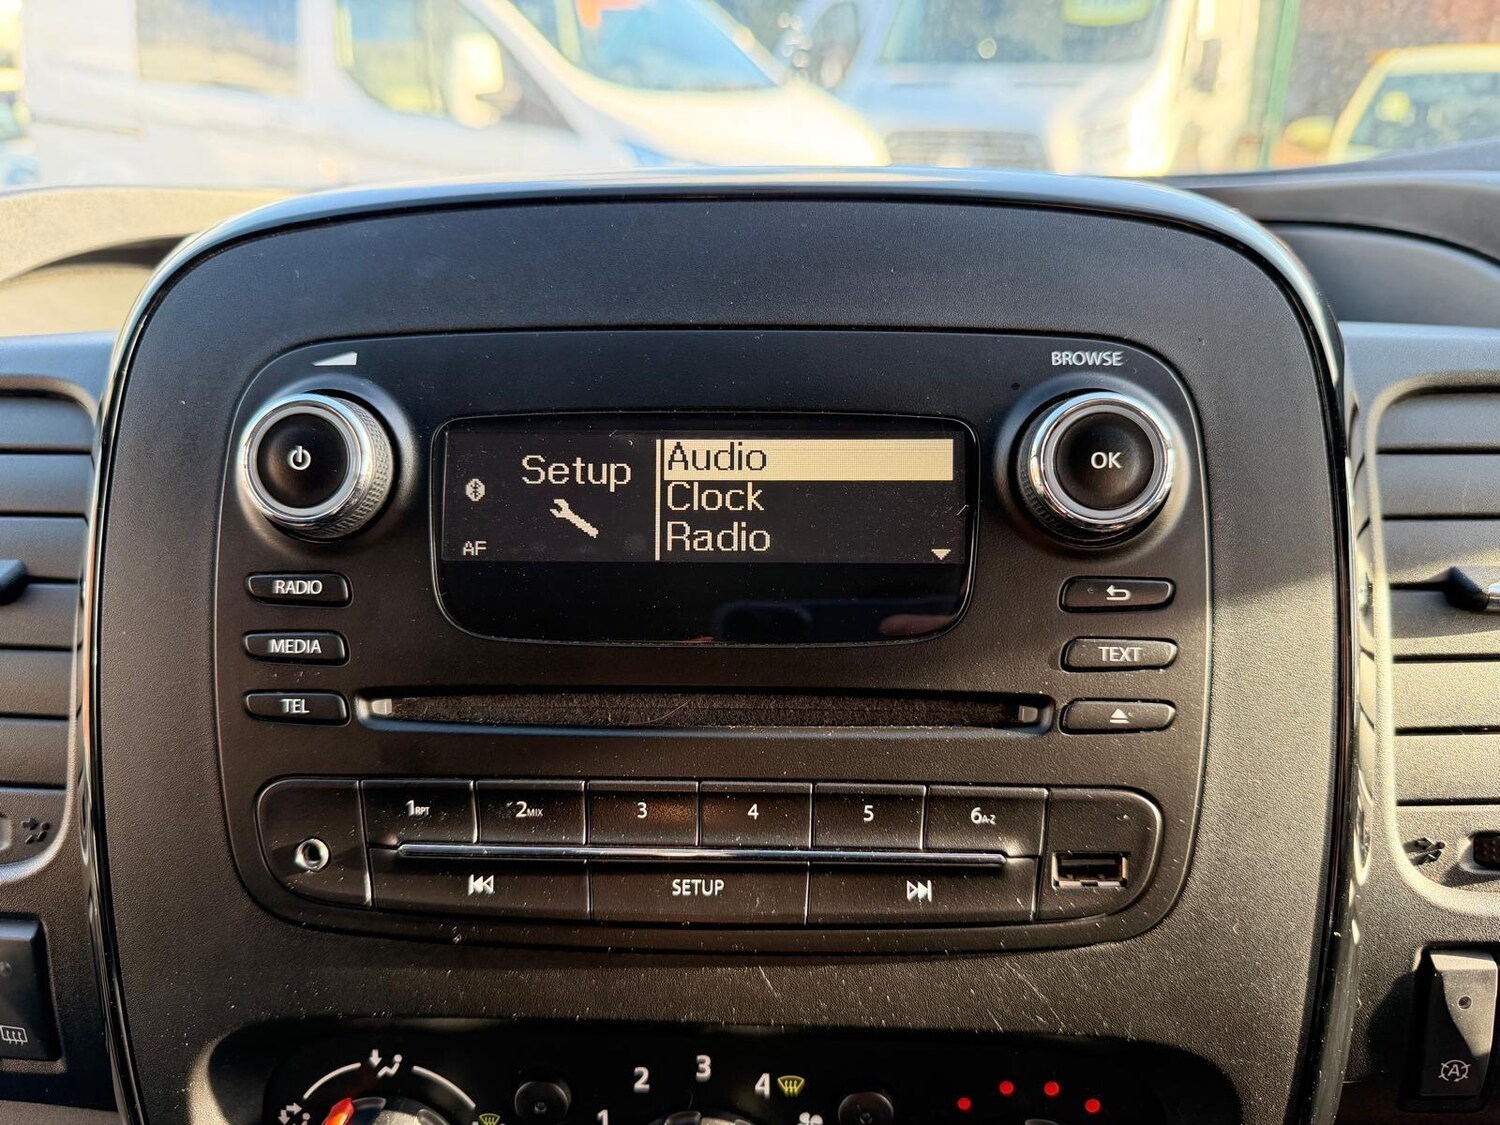 BROWSE
Setup
AF
Audio
Clock
Radio
OK
RADIO
MEDIA
TEL
TEXT
1RPT
2MIX
3
4
5
6A-Z
SETUP
1
2
3
4
A